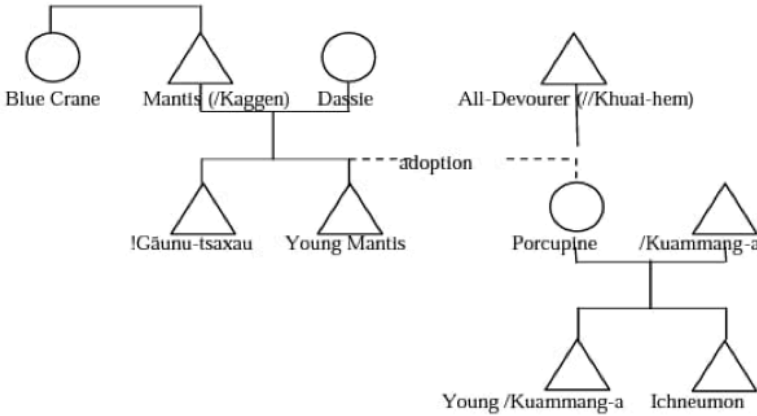 Blue Crane Mantis (/Kaggen) Dassie All-Devourer (//Khuai-hem)
adoption
!Gãunu-tsaxau Young Mantis Porcupine /Kuammang-a
Young /Kuammang-a Ichneumon